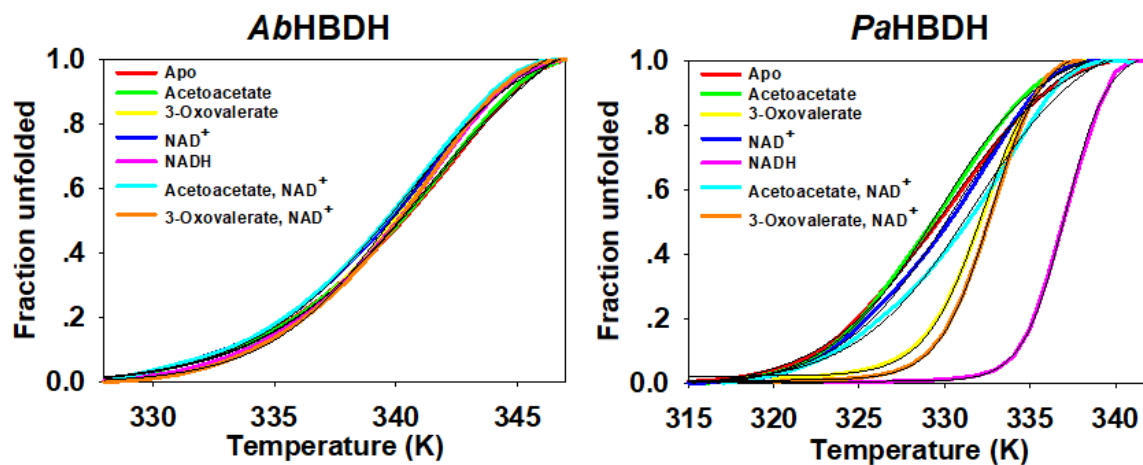 AbHBDH
Fraction unfolded
1.0
.8
.6
.4
.2
0.0
Apo
Acetoacetate
3-Oxovalerate
NAD+
NADH
Acetoacetate, NAD+
3-Oxovalerate, NAD+
330 335 340 345
Temperature (K)
PaHBDH
Fraction unfolded
1.0
.8
.6
.4
.2
0.0
Apo
Acetoacetate
3-Oxovalerate
NAD+
NADH
Acetoacetate, NAD+
3-Oxovalerate, NAD+
315 320 325 330 335 340
Temperature (K)